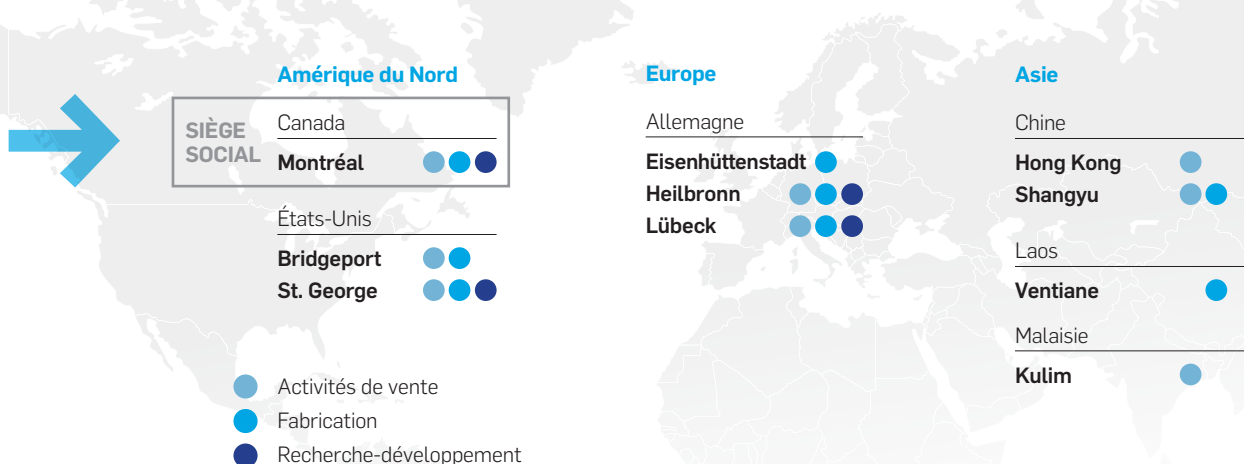 Amérique du Nord
SIÈGE
SOCIAL
Canada
Montréal
États-Unis
Bridgeport
St. George
Activités de vente
Fabrication
Recherche-développement
Europe
Allemagne
Eisenhüttenstadt
Heilbronn
Lübeck
Asie
Chine
Hong Kong
Shangyu
Laos
Ventiane
Malaisie
Kulim